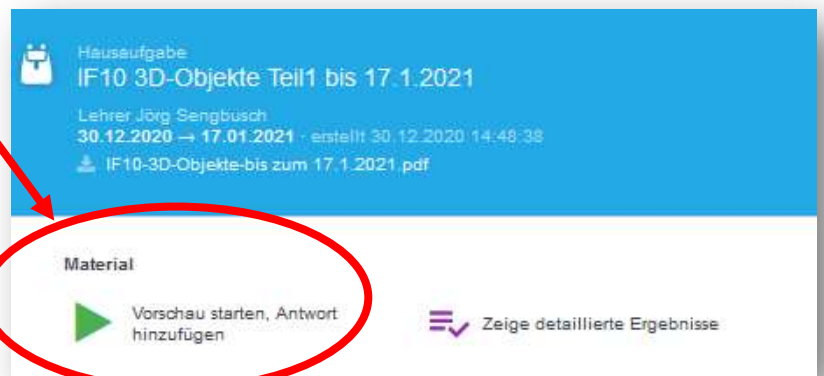 Hausaufgabe
IF10 3D-Objekte Teil1 bis 17.1.2021
Lehrer Jörg Sengbusch
30.12.2020 → 17.01.2021 · erstellt 30.12.2020 14:48:38
IF10-3D-Objekte-bis zum 17.1.2021.pdf
Material
Vorschau starten, Antwort
hinzufügen
Zeige detaillierte Ergebnisse